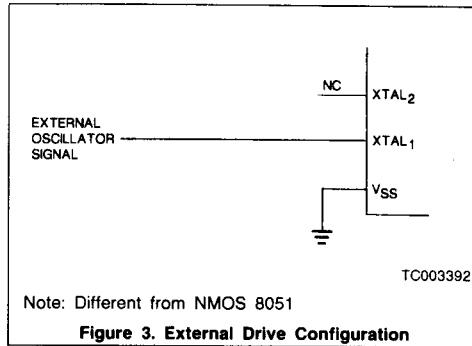 NC
XTAL2
EXTERNAL
OSCILLATOR
SIGNAL
XTAL1
VSS
TC003392
Note: Different from NMOS 8051
Figure 3. External Drive Configuration